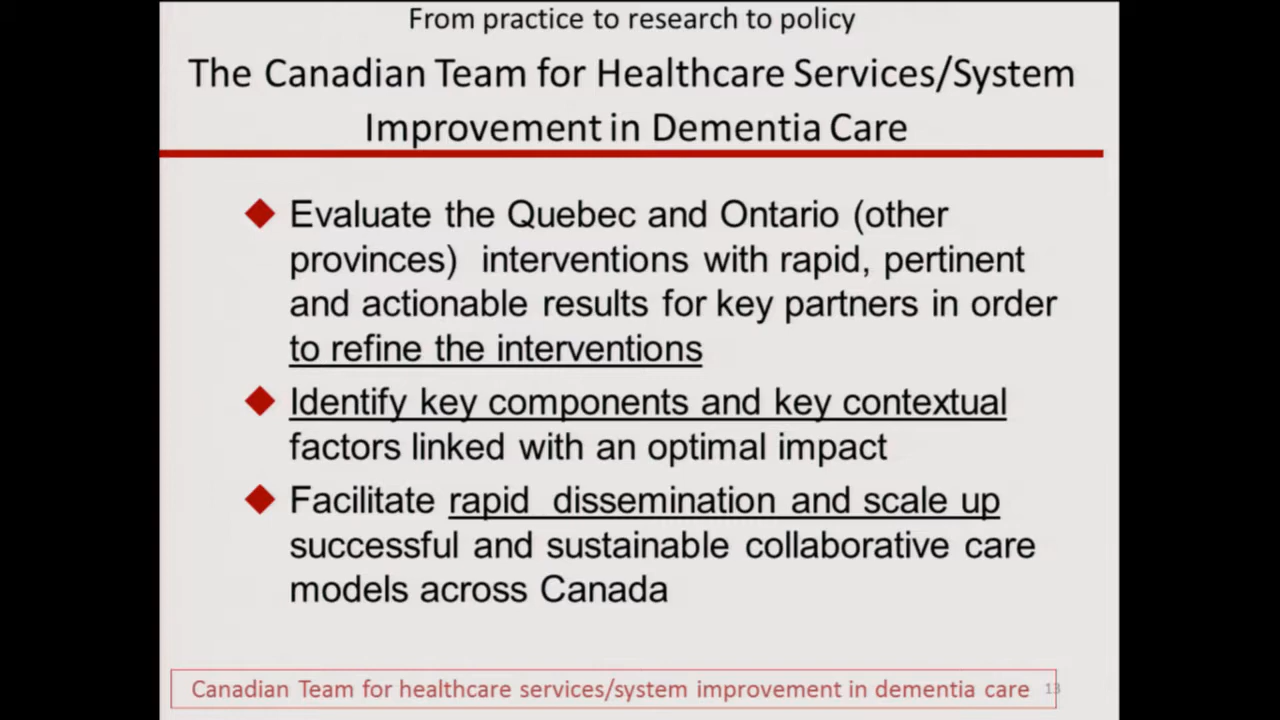 From practice to research to policy
The Canadian Team for Healthcare Services/System
Improvement in Dementia Care
Evaluate the Quebec and Ontario (other
provinces) interventions with rapid, pertinent
and actionable results for key partners in order
to refine the interventions
Identify key components and key contextual
factors linked with an optimal impact
Facilitate rapid dissemination and scale up
successful and sustainable collaborative care
models across Canada
Canadian Team for healthcare services/system improvement in dementia care 13